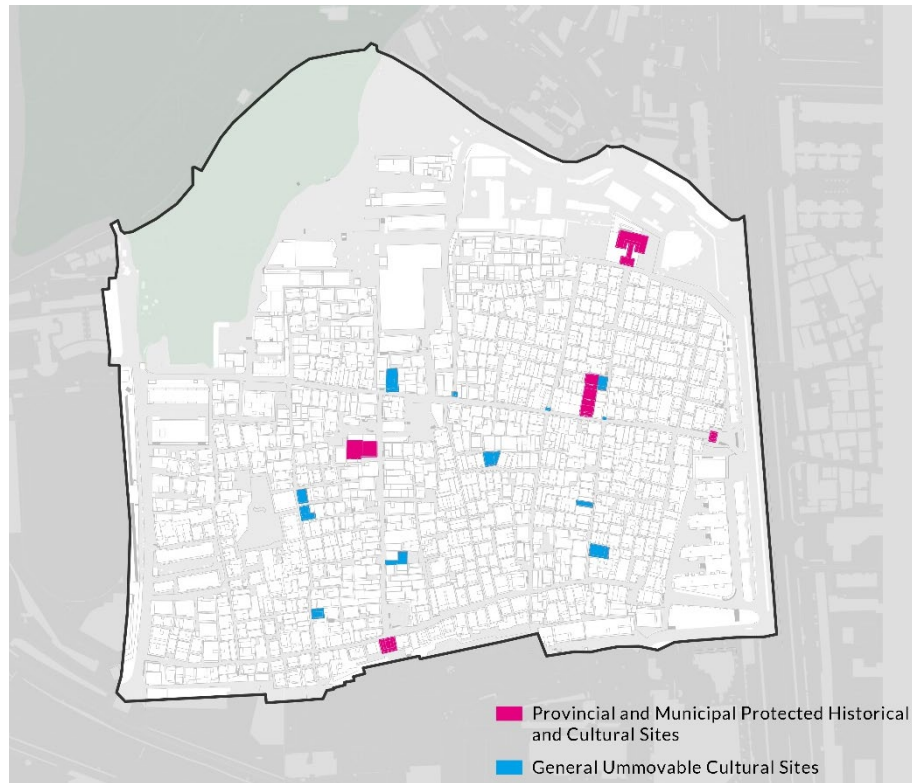 Provincial and Municipal Protected Historical
and Cultural Sites
General Ummovable Cultural Sites